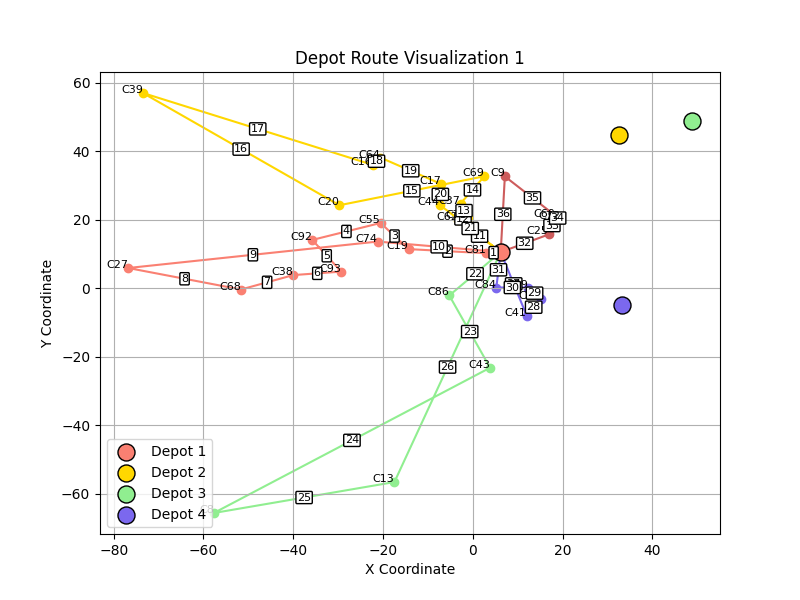 Depot Route Visualization 1
Y Coordinate
X Coordinate
60
40
20
0
−20
−40
−60
−80
−60
−40
−20
0
20
40
C39
17
16
C64
18
19
C17
20
C69
C9
14
15
C20
C44
C37
13
35
36
34
33
C25
32
C55
3
4
C92
5
C74
C19
10
9
21
11
C81
1
31
C27
8
C68
7
C38
6
C93
22
C84
30
29
28
C41
C86
23
26
C43
24
C13
25
Depot 1
Depot 2
Depot 3
Depot 4